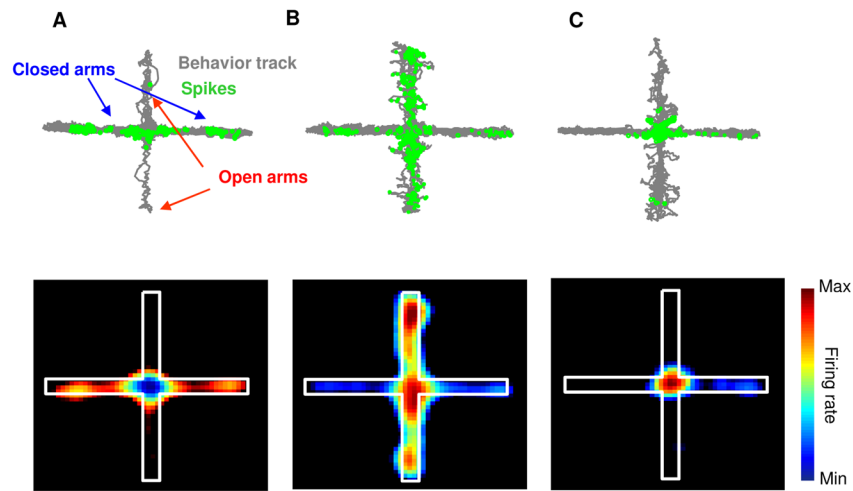 A
B
C
Behavior track
Closed arms
Spikes
Open arms
Max
Firing rate
Min